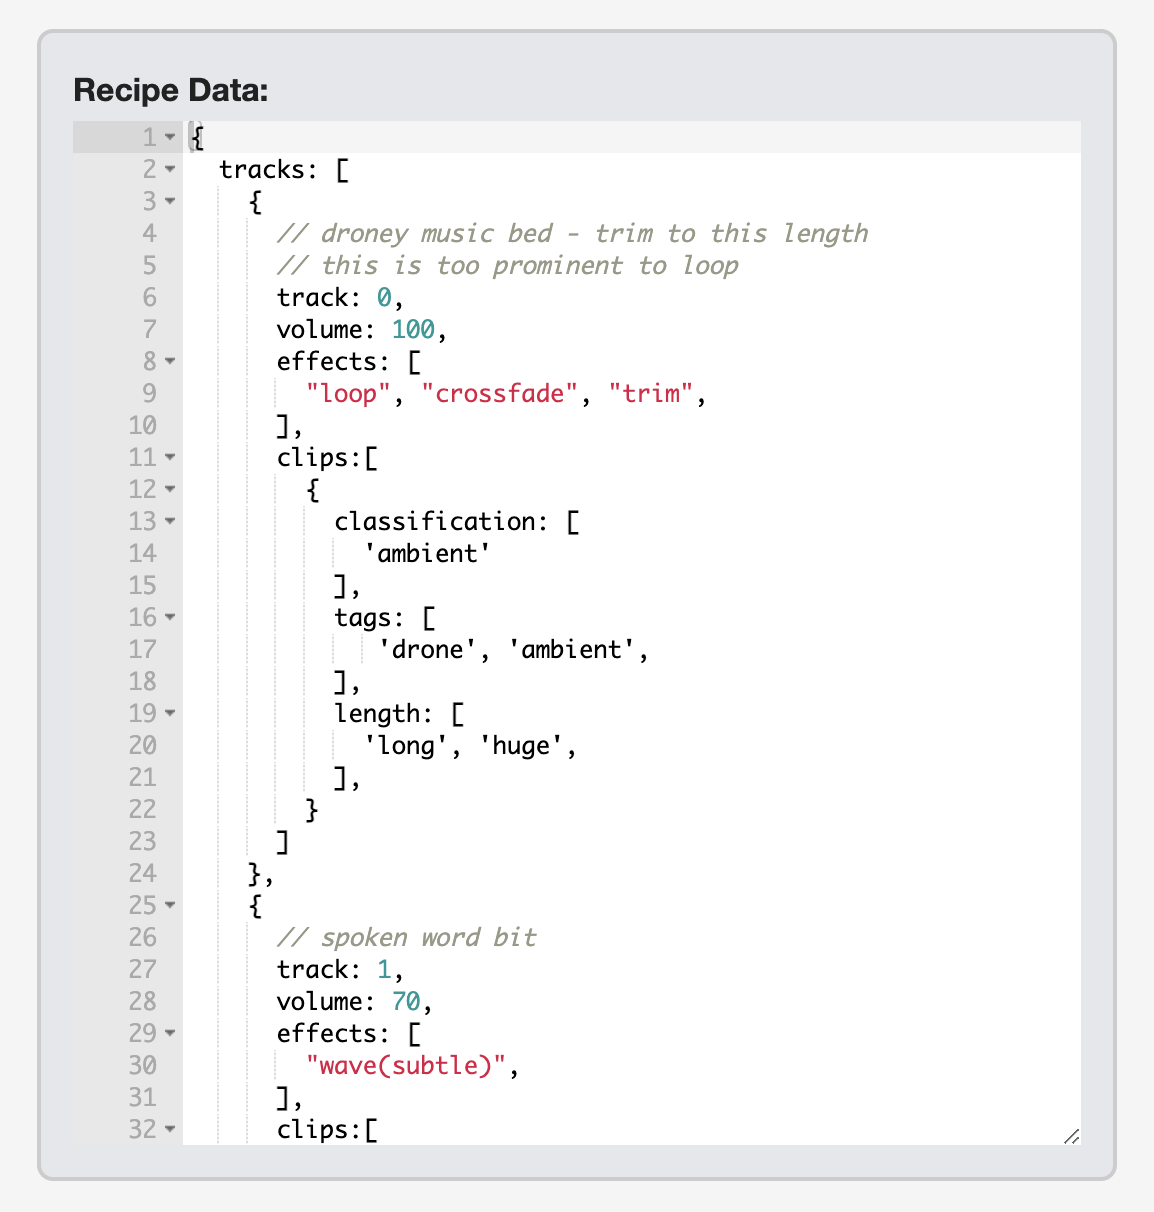 Recipe Data:
1 {
2 tracks: [
3 {
4 // droney music bed - trim to this length
5 // this is too prominent to loop
6 track: 0,
7 volume: 100,
8 effects: [
9 "loop", "crossfade", "trim",
10 ],
11 clips:[
12 {
13 classification: [
14 'ambient'
15 ],
16 tags: [
17 'drone', 'ambient',
18 ],
19 length: [
20 'long', 'huge',
21 ],
22 }
23 ]
24 },
25 {
26 // spoken word bit
27 track: 1,
28 volume: 70,
29 effects: [
30 "wave(subtle)",
31 ],
32 clips:[